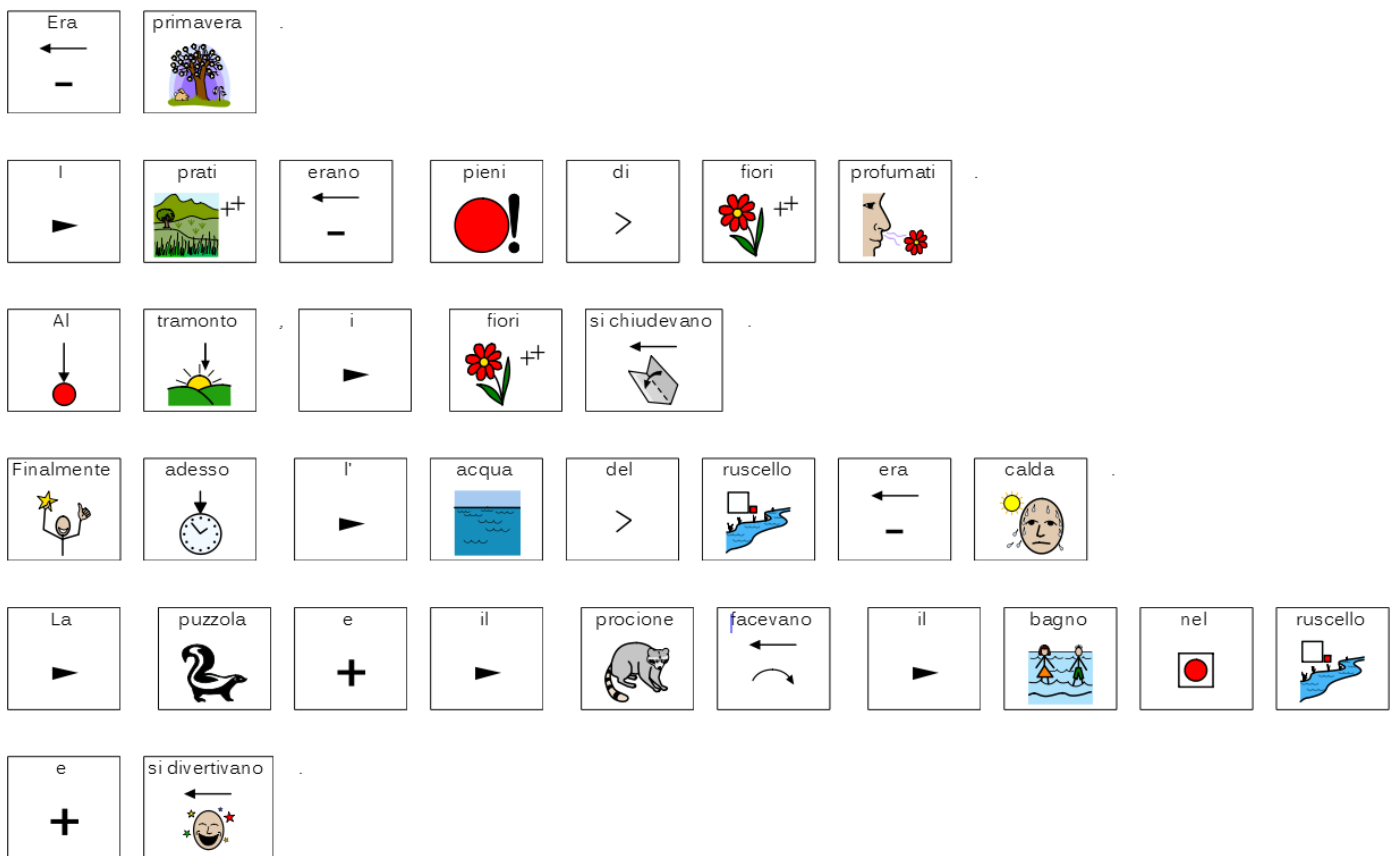 Era primavera .
I prati erano pieni di fiori profumati .
Al tramonto , i fiori si chiudevano .
Finalmente adesso l' acqua del ruscello era calda .
La puzzola e il procione facevano il bagno nel ruscello
e si divertivano .